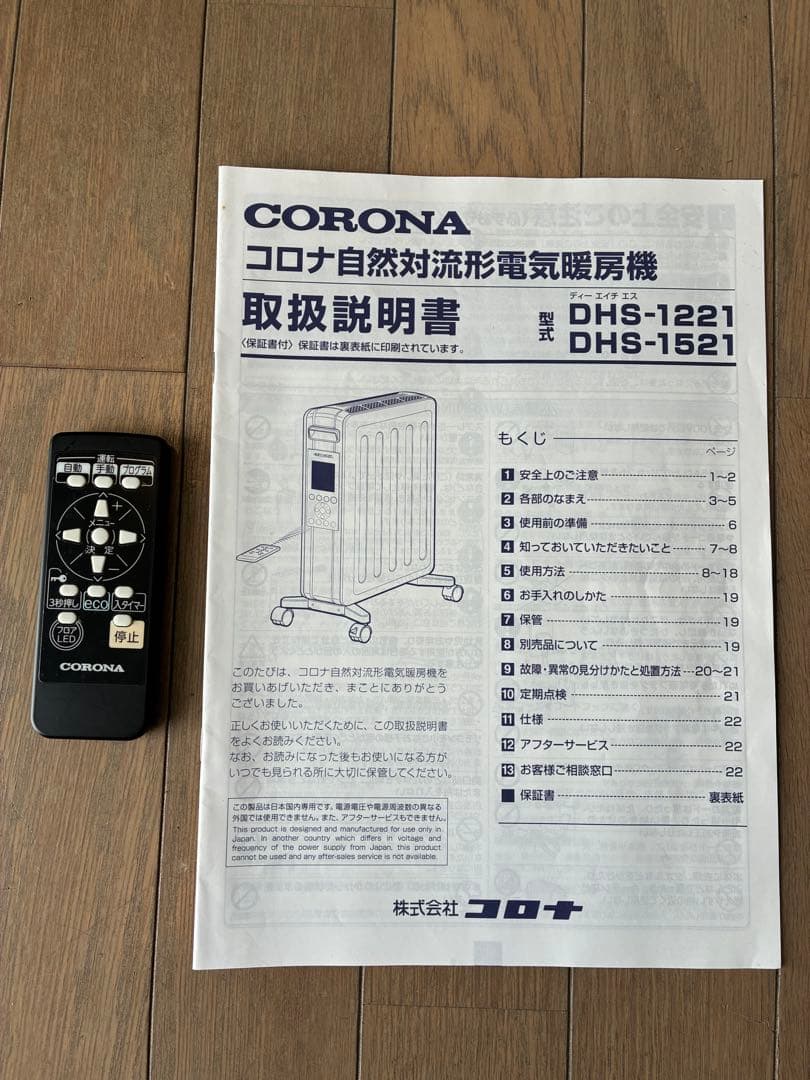 CORONA
コロナ自然対流形電気暖房機
取扱説明書
〈保証書付〉保証書は裏表紙に印刷されています。
型式
ディー エイチ エス
DHS-1221
DHS-1521
もくじ
ページ
1 安全上のご注意 1~2
2 各部のなまえ 3~5
3 使用前の準備 6
4 知っておいていただきたいこと 7~8
5 使用方法 8~18
6 お手入れのしかた 19
7 保管 19
8 別売品について 19
9 故障・異常の見分けかたと処置方法 20~21
10 定期点検 21
11 仕様 22
12 アフターサービス 22
13 お客様ご相談窓口 22
■ 保証書 裏表紙
このたびは、コロナ自然対流形電気暖房機を
お買いあげいただき、まことにありがとう
ございました。
正しくお使いいただくために、この取扱説明書
をよくお読みください。
なお、お読みになった後もお使いになる方が
いつでも見られる所に大切に保管してください。
この製品は日本国内専用です。電源電圧や電源周波数の異なる
外国では使用できません。また、アフターサービスもできません。
This product is designed and manufactured for use only in
Japan. In another country which differs in voltage and
frequency of the power supply from Japan, this product
cannot be used and any after-sales service is not available.
株式会社 コロナ
運転
自動 手動 プログラム
+
メニュー
決定
−
3秒押し eco 入タイマー
フロア
LED
停止
CORONA